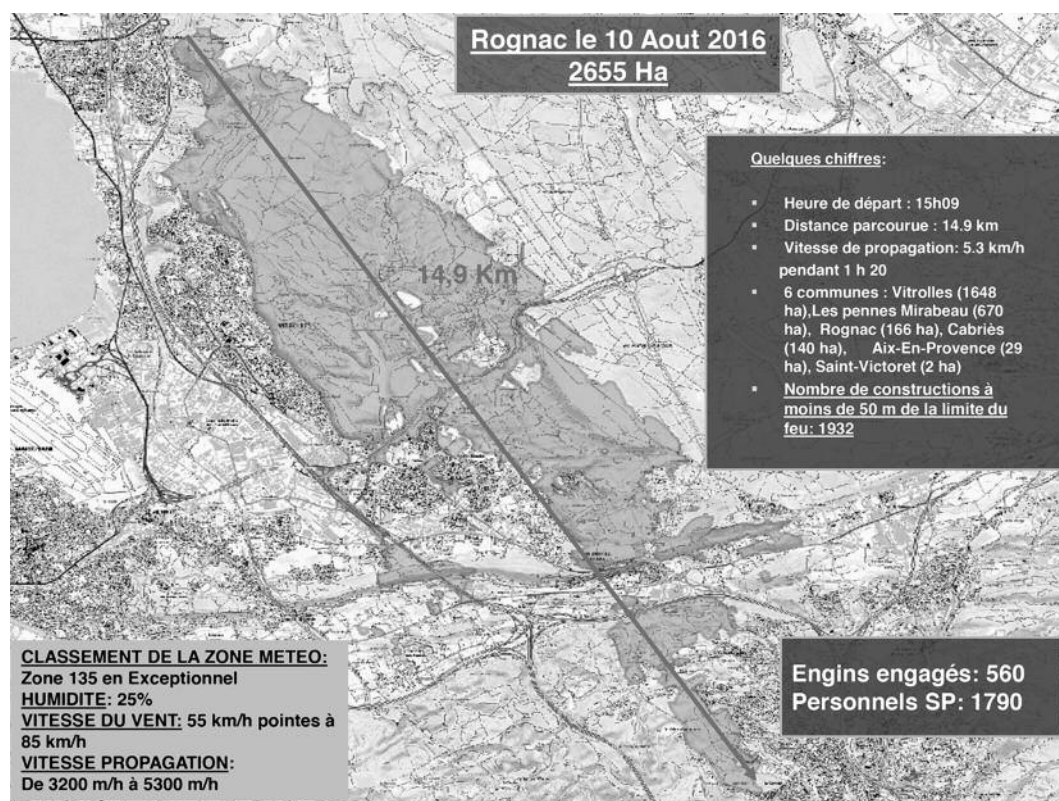 Rognac le 10 Aout 2016
2655 Ha
Quelques chiffres:
▪ Heure de départ : 15h09
▪ Distance parcourue : 14.9 km
▪ Vitesse de propagation: 5.3 km/h
pendant 1 h 20
▪ 6 communes : Vitrolles (1648
ha),Les pennes Mirabeau (670
ha), Rognac (166 ha), Cabriès
(140 ha), Aix-En-Provence (29
ha), Saint-Victoret (2 ha)
▪ Nombre de constructions à
moins de 50 m de la limite du
feu: 1932
14,9 Km
CLASSEMENT DE LA ZONE METEO:
Zone 135 en Exceptionnel
HUMIDITE: 25%
VITESSE DU VENT: 55 km/h pointes à
85 km/h
VITESSE PROPAGATION:
De 3200 m/h à 5300 m/h
Engins engagés: 560
Personnels SP: 1790